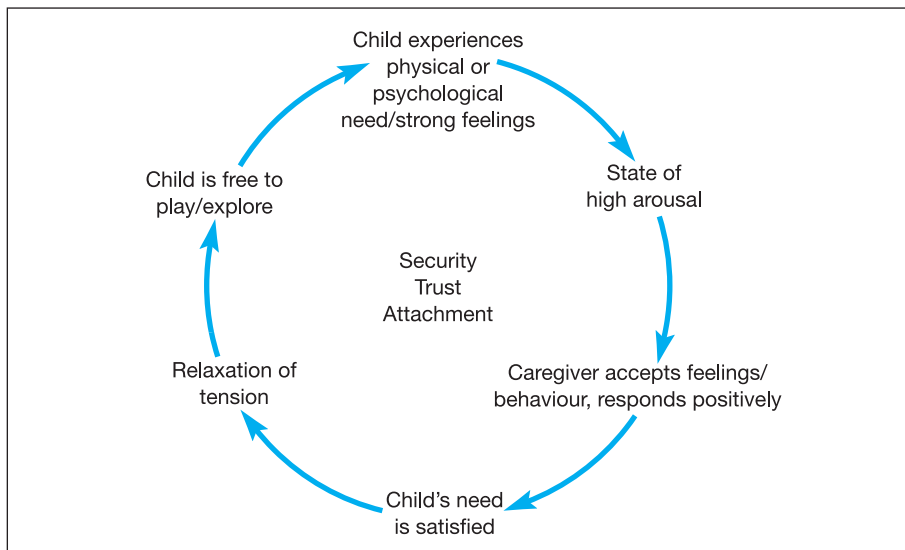 Child experiences
physical or
psychological
need/strong feelings
State of
high arousal
Caregiver accepts feelings/
behaviour, responds positively
Child’s need
is satisfied
Relaxation of
tension
Child is free to
play/explore
Security
Trust
Attachment